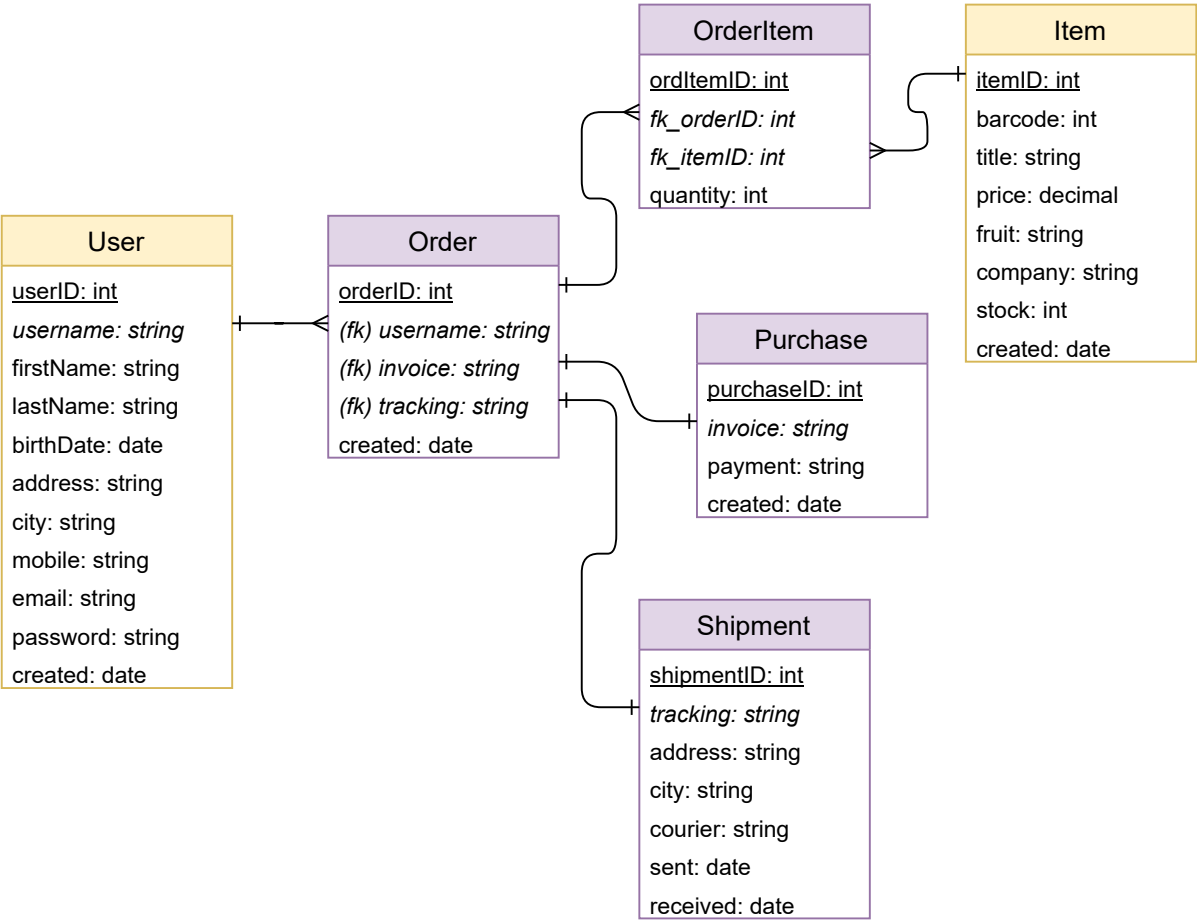 User
userID: int
username: string
firstName: string
lastName: string
birthDate: date
address: string
city: string
mobile: string
email: string
password: string
created: date
Order
orderID: int
(fk) username: string
(fk) invoice: string
(fk) tracking: string
created: date
OrderItem
ordItemID: int
fk_orderID: int
fk_itemID: int
quantity: int
Item
itemID: int
barcode: int
title: string
price: decimal
fruit: string
company: string
stock: int
created: date
Purchase
purchaseID: int
invoice: string
payment: string
created: date
Shipment
shipmentID: int
tracking: string
address: string
city: string
courier: string
sent: date
received: date